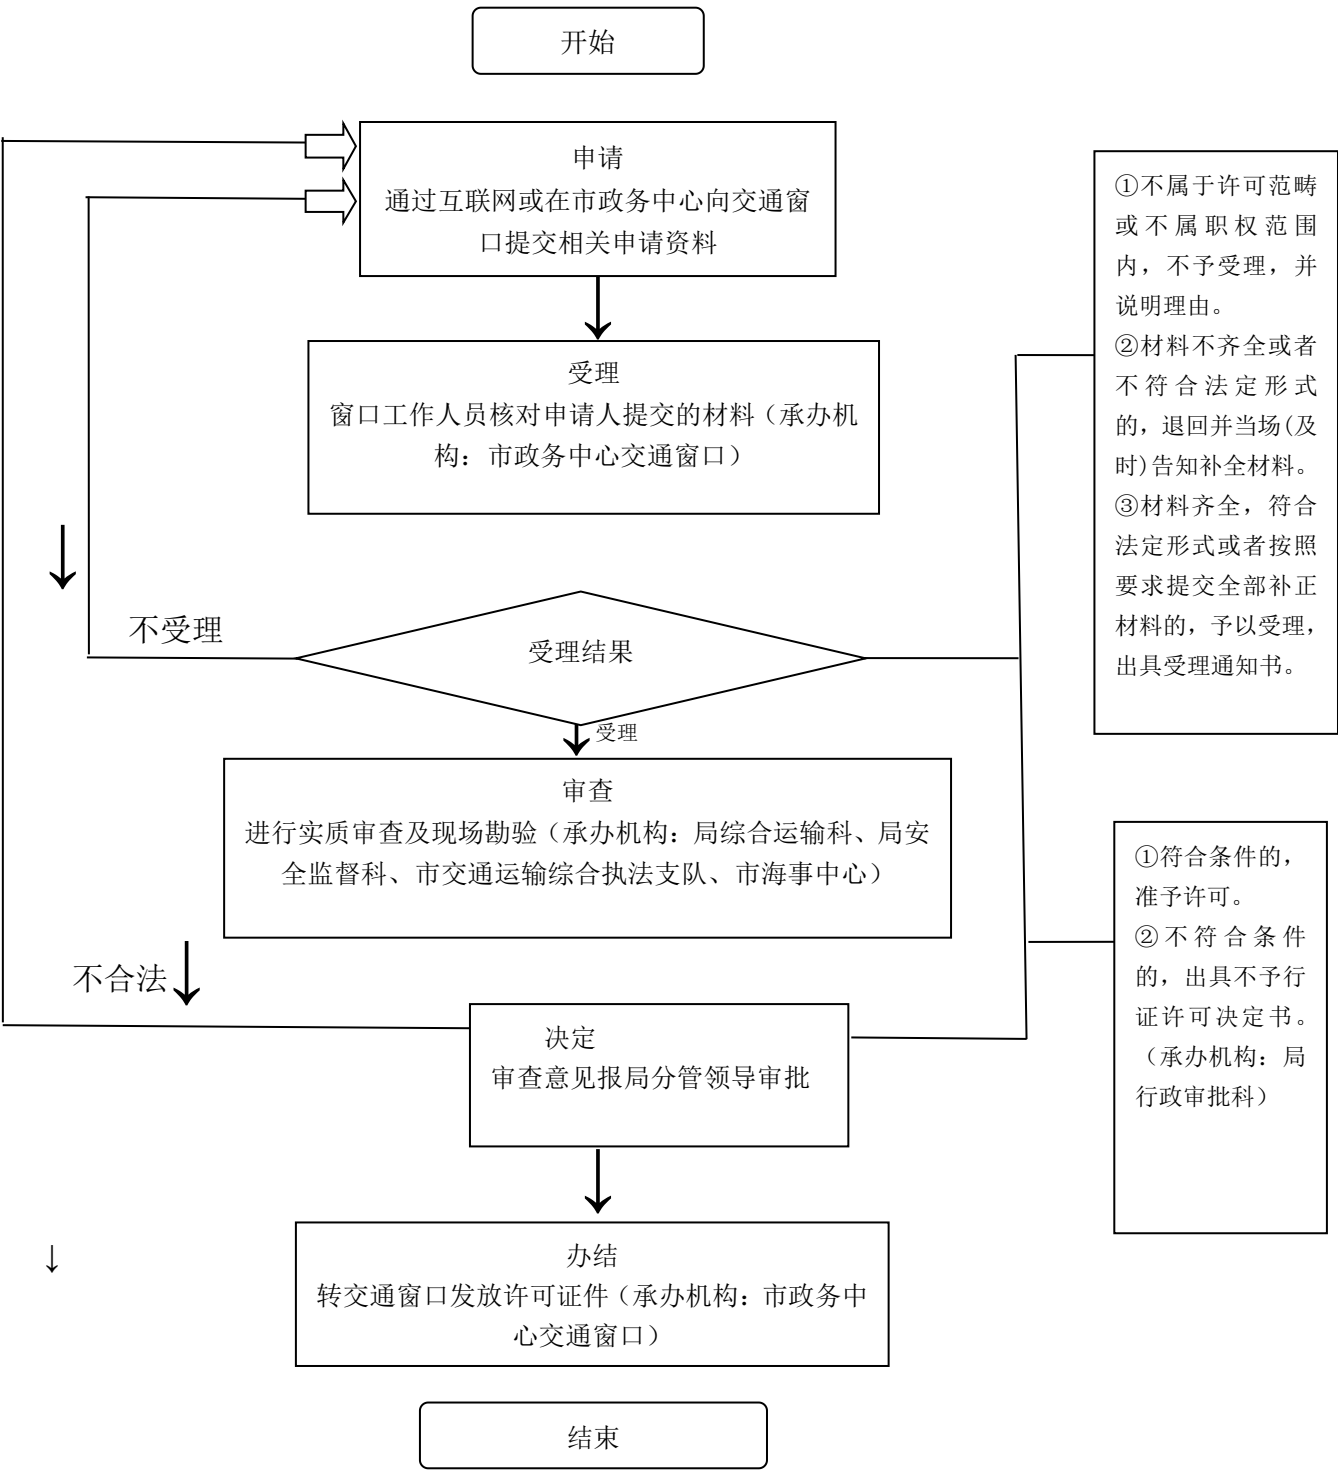 开始
申请
通过互联网或在市政务中心向交通窗
口提交相关申请资料
受理
窗口工作人员核对申请人提交的材料（承办机
构：市政务中心交通窗口）
①不属于许可范畴
或不属职权范围
内，不予受理，并
说明理由。
②材料不齐全或者
不符合法定形式
的，退回并当场(及
时)告知补全材料。
③材料齐全，符合
法定形式或者按照
要求提交全部补正
材料的，予以受理，
出具受理通知书。
不受理
受理结果
受理
审查
进行实质审查及现场勘验（承办机构：局综合运输科、局安
全监督科、市交通运输综合执法支队、市海事中心）
①符合条件的，
准予许可。
②不符合条件
的，出具不予行
证许可决定书。
（承办机构：局
行政审批科）
不合法
决定
审查意见报局分管领导审批
↓
办结
转交通窗口发放许可证件（承办机构：市政务中
心交通窗口）
结束